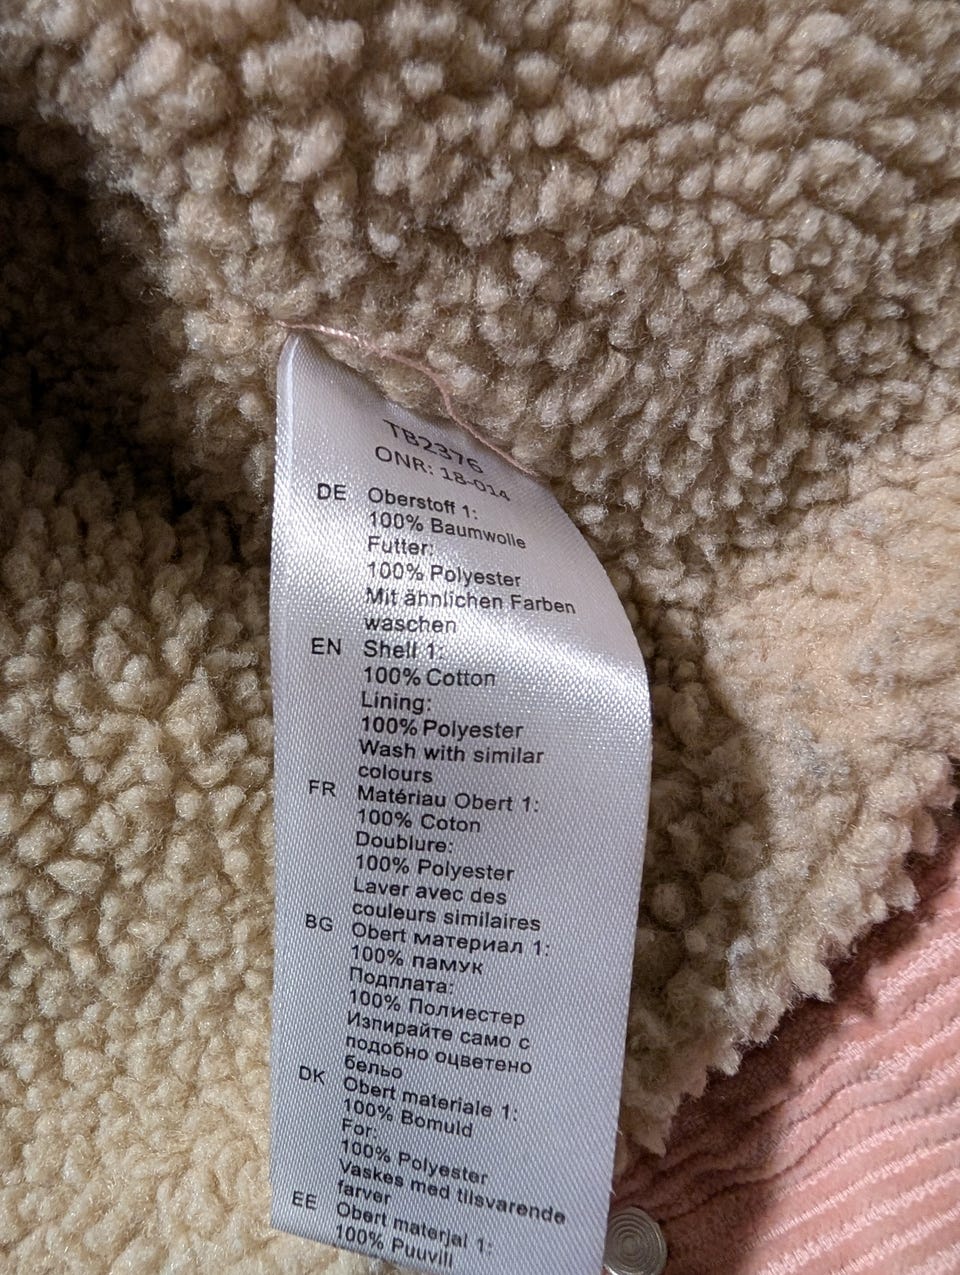 TB2376
ONR: 18-014
DE Oberstoff 1:
100% Baumwolle
Futter:
100% Polyester
Mit ähnlichen Farben
waschen
EN Shell 1:
100% Cotton
Lining:
100% Polyester
Wash with similar
colours
FR Matériau Obert 1:
100% Coton
Doublure:
100% Polyester
Laver avec des
couleurs similaires
BG Obert материал 1:
100% памук
Подплата:
100% Полиестер
Изпирайте само с
подобно оцветено
бельо
DK Obert materiale 1:
100% Bomuld
For:
100% Polyester
Vaskes med tilsvarende
farver
EE Obert materjal 1:
100% Puuvill